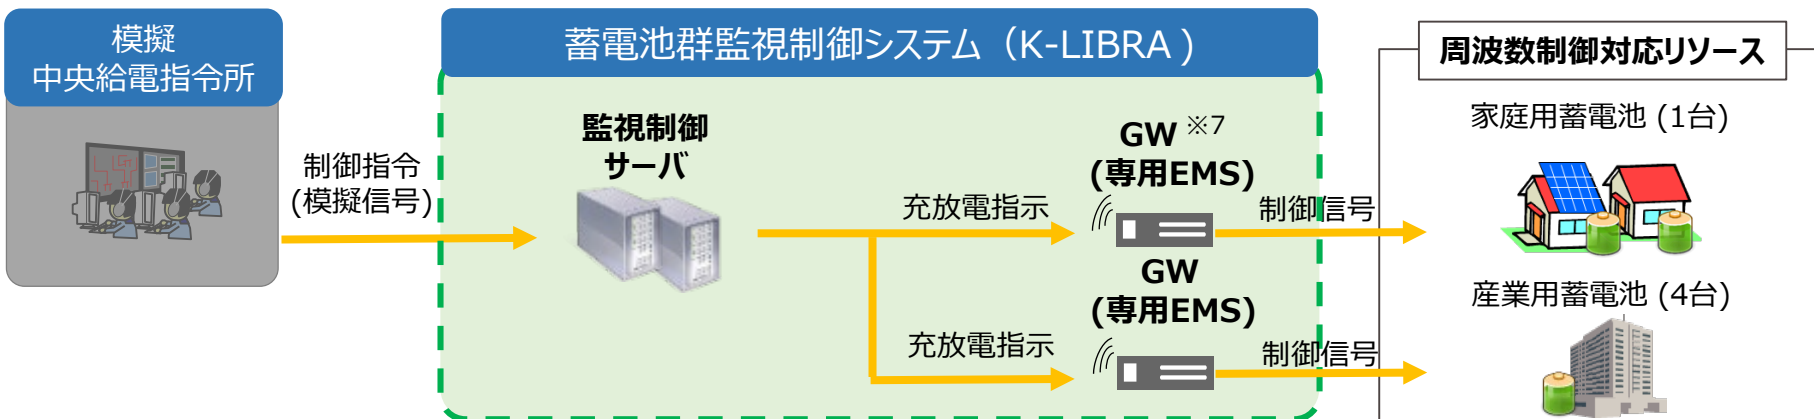 模擬
中央給電指令所
蓄電池群監視制御システム（K-LIBRA )
周波数制御対応リソース
家庭用蓄電池 (1台)
監視制御
サーバ
GW ※7
(専用EMS)
制御指令
(模擬信号)
充放電指示
制御信号
GW
(専用EMS)
産業用蓄電池 (4台)
充放電指示
制御信号